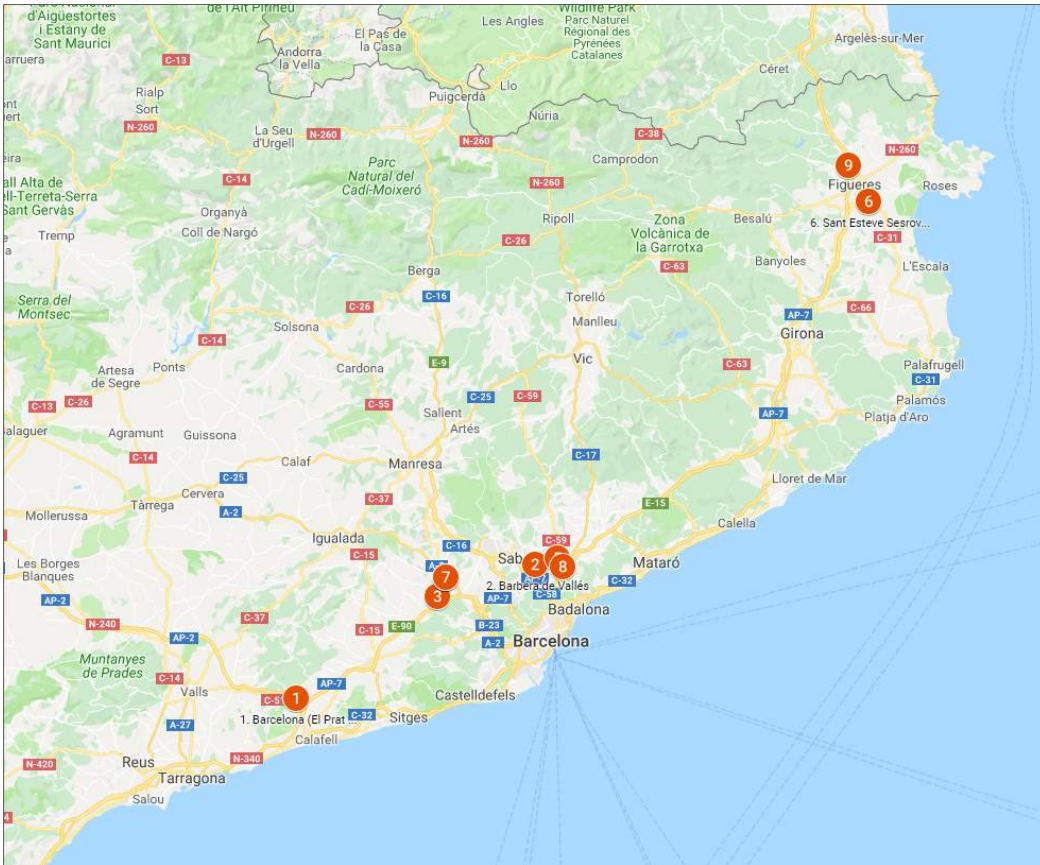 d'Aigüestortes
i Estany de
Sant Maurici
de l'Alt Pirineu
Andorra
la Vella
El Pas de
la Casa
Les Angles
Wildlife Park
Parc Naturel
Régional des
Pyrénées
Catalanes
Argelès-sur-Mer
C-13
Rialp
Sort
N-260
La Seu
d'Urgell
N-260
Puigcerdà
Llo
Núria
Céret
N-260
C-38
Camprodon
N-260
9
Figueres
Roses
6
6. Sant Esteve Sesrov...
C-31
C-14
Parc
Natural del
Cadí-Moixeró
N-260
Organyà
Coll de Nargó
Tremp
Ripoll
C-26
Zona
Volcànica de
la Garrotxa
Besalú
Banyoles
L'Escala
C-63
Berga
C-16
Torelló
Manlleu
C-66
AP-7
Girona
Serra del
Montsec
C-26
Solsona
C-14
Vic
E-9
Artesa
de Segre
Ponts
Cardona
C-63
Palafrugell
C-31
Palamós
Platja d'Aro
C-13
C-26
C-55
C-25
C-59
Sallent
Artés
AP-7
Agramunt
Guissona
C-14
Calaf
Manresa
C-17
C-25
Lloret de Mar
Cervera
Tàrrega
A-2
C-37
E-15
Calella
Mollerussa
Igualada
C-15
C-16
C-59
2
8
Mataró
Les Borges
Blanques
7
3
2. Barberà de Vallés
AP-7
C-58
C-32
Badalona
AP-2
C-37
C-15
E-90
B-23
A-2
Barcelona
N-240
AP-2
Muntanyes
de Prades
C-14
Valls
1
AP-7
Castelldefels
1. Barcelona (El Prat ...
C-32
Sitges
A-27
Calafell
N-340
Reus
N-420
Tarragona
Salou